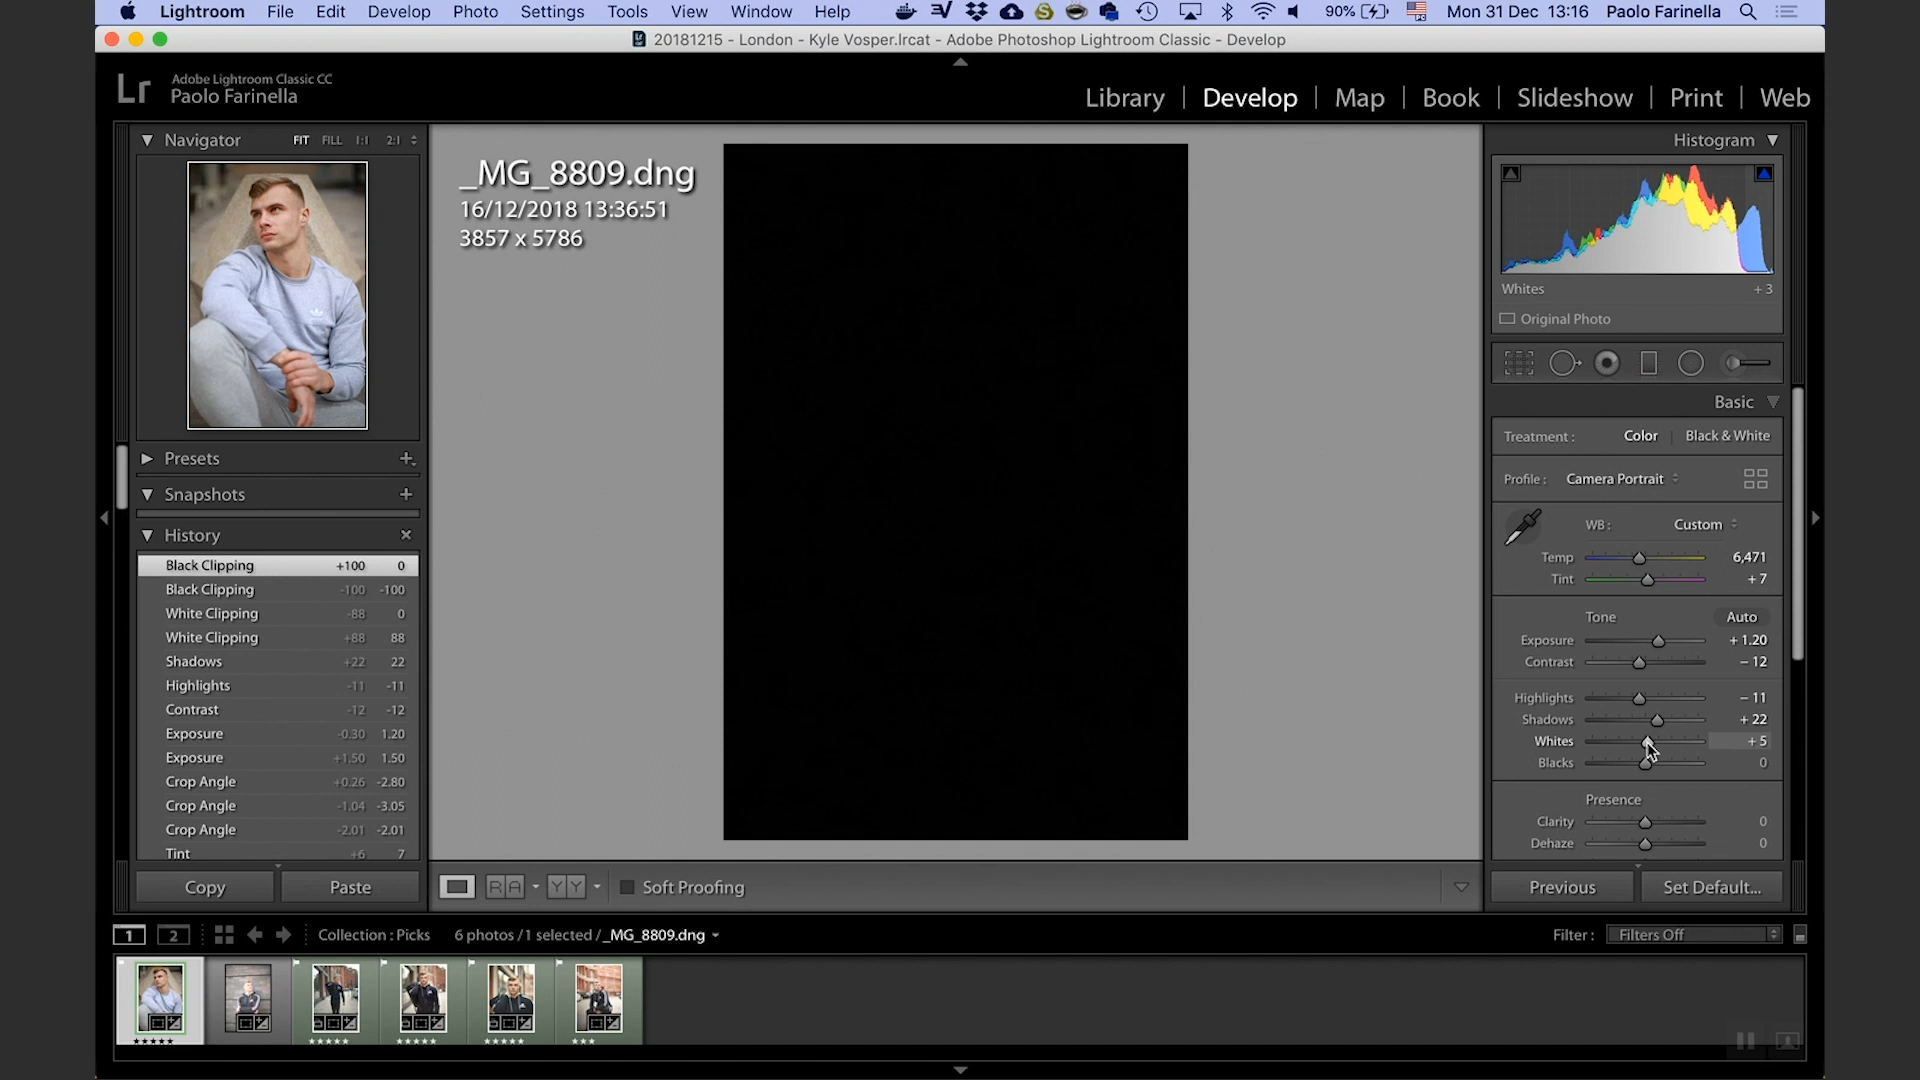 Lightroom File Edit Develop Photo Settings Tools View Window Help 90% Mon 31 Dec 13:16 Paolo Farinella
20181215 - London - Kyle Vosper.lrcat - Adobe Photoshop Lightroom Classic - Develop
Lr Adobe Lightroom Classic CC
Paolo Farinella
Library | Develop | Map | Book | Slideshow | Print | Web
Navigator FIT FILL 1:1 2:1
Presets
Snapshots
History
Black Clipping +100 0
Black Clipping -100 -100
White Clipping -88 0
White Clipping +88 88
Shadows +22 22
Highlights -11 -11
Contrast -12 -12
Exposure -0.30 1.20
Exposure +1.50 1.50
Crop Angle +0.26 -2.80
Crop Angle -1.04 -3.05
Crop Angle -2.01 -2.01
Tint +6 7
Copy Paste
_MG_8809.dng
16/12/2018 13:36:51
3857 x 5786
Histogram
Whites + 3
Original Photo
Basic
Treatment : Color Black & White
Profile : Camera Portrait
WB : Custom
Temp 6,471
Tint + 7
Tone Auto
Exposure + 1.20
Contrast – 12
Highlights – 11
Shadows + 22
Whites + 5
Blacks 0
Presence
Clarity 0
Dehaze 0
R A Y Y Soft Proofing
Previous Set Default...
1 2 Collection : Picks 6 photos / 1 selected / _MG_8809.dng Filter : Filters Off